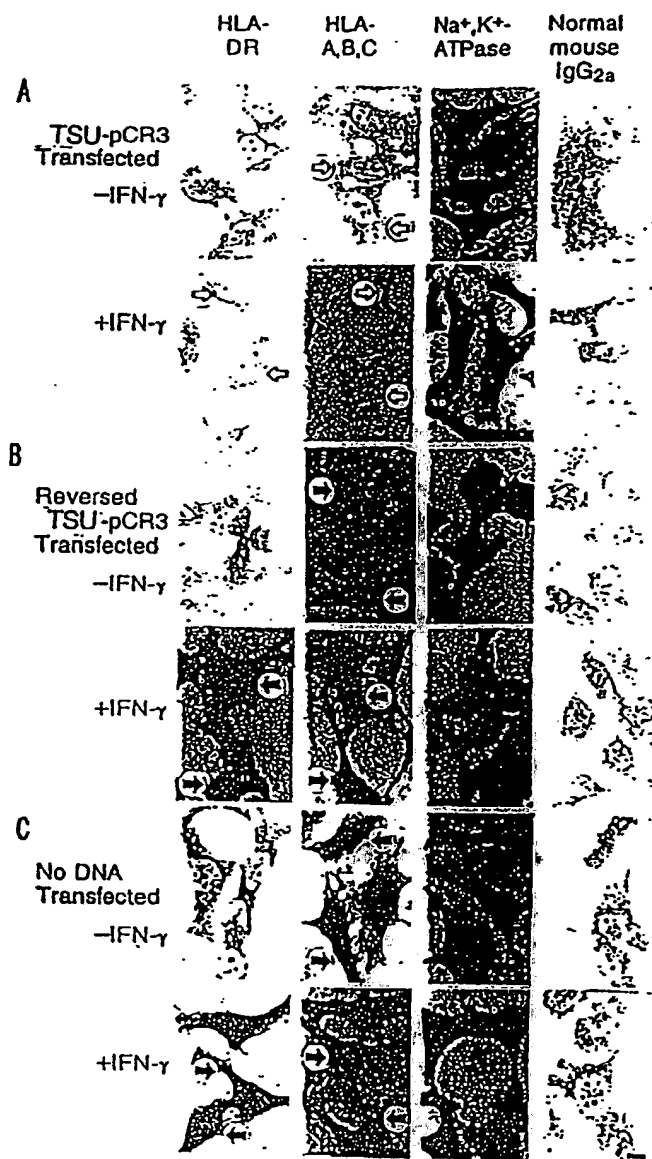 HLA-
DR
HLA-
A,B,C
Na⁺,K⁺-
ATPase
Normal
mouse
IgG₂ₐ
A
TSU-pCR3
Transfected
−IFN-γ
+IFN-γ
B
Reversed
TSU-pCR3
Transfected
−IFN-γ
+IFN-γ
C
No DNA
Transfected
−IFN-γ
+IFN-γ